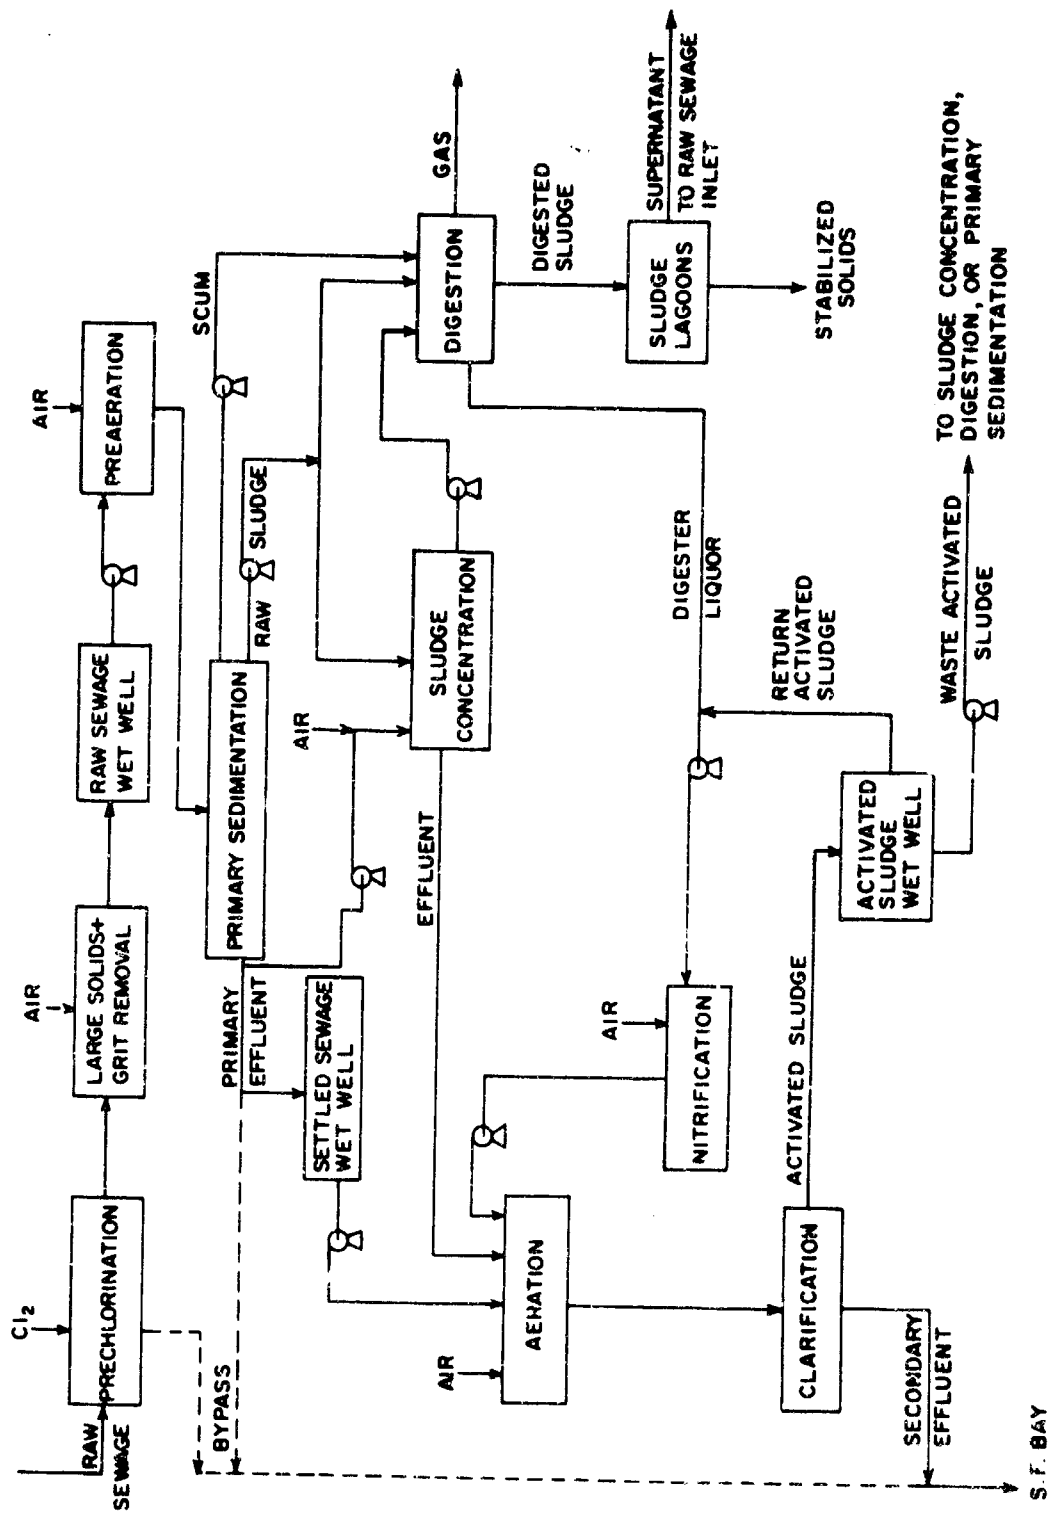 RAW
SEWAGE
Cl2
PRECHLORINATION
AIR
LARGE SOLIDS+
GRIT REMOVAL
RAW SEWAGE
WET WELL
AIR
PREAERATION
BYPASS
PRIMARY
EFFLUENT
PRIMARY SEDIMENTATION
SCUM
RAW SLUDGE
SETTLED SEWAGE
WET WELL
AIR
SLUDGE
CONCENTRATION
EFFLUENT
DIGESTION
GAS
DIGESTED
SLUDGE
SLUDGE
LAGOONS
SUPERNATANT
TO RAW SEWAGE
INLET
STABILIZED
SOLIDS
DIGESTER
LIQUOR
AIR
AERATION
AIR
NITRIFICATION
RETURN
ACTIVATED
SLUDGE
CLARIFICATION
ACTIVATED SLUDGE
ACTIVATED
SLUDGE
WET WELL
WASTE ACTIVATED
SLUDGE
TO SLUDGE CONCENTRATION,
DIGESTION, OR PRIMARY
SEDIMENTATION
SECONDARY
EFFLUENT
S.F. BAY